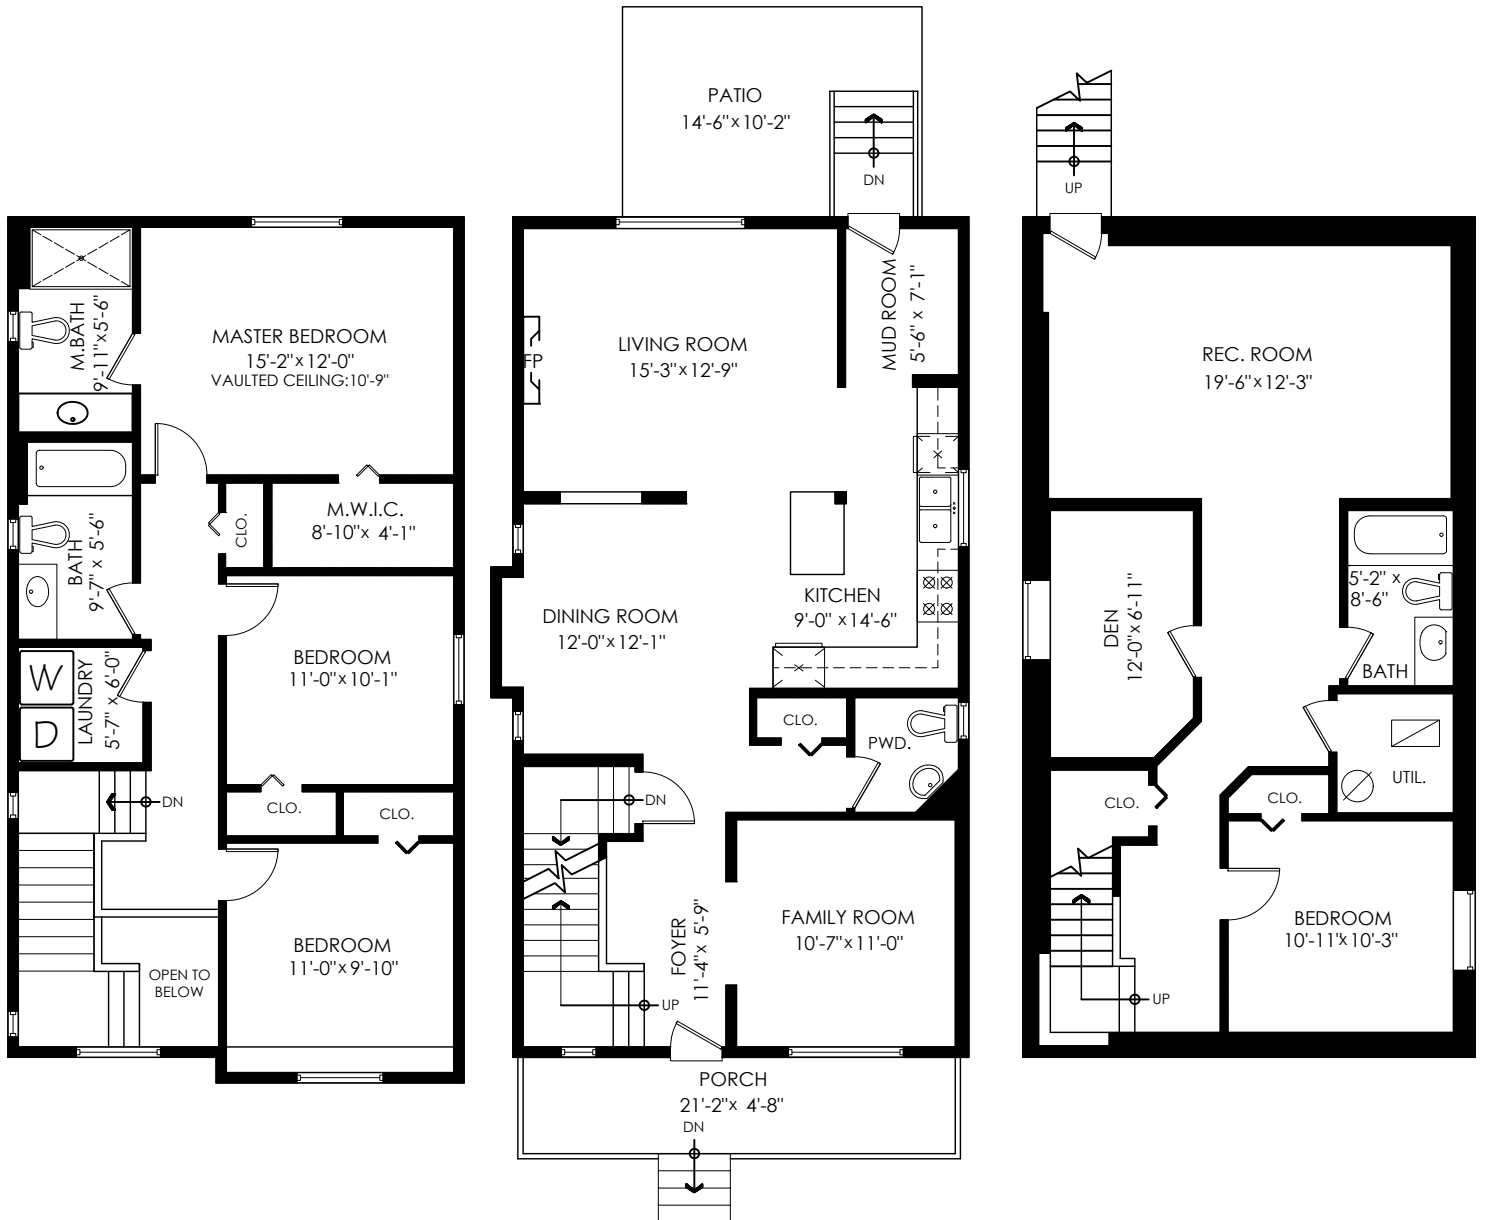 M.BATH
9'-11"x5'-6"
MASTER BEDROOM
15'-2"x12'-0"
VAULTED CEILING:10'-9"
BATH
9'-7" x 5'-6"
CLO.
M.W.I.C.
8'-10"x 4'-1"
W
D
LAUNDRY
5'-7" x 6'-0"
BEDROOM
11'-0"x10'-1"
DN
CLO.
CLO.
BEDROOM
11'-0"x9'-10"
OPEN TO
BELOW
PATIO
14'-6"x10'-2"
DN
LIVING ROOM
15'-3"x12'-9"
FP
MUD ROOM
5'-6" x 7'-1"
KITCHEN
9'-0" x14'-6"
DINING ROOM
12'-0"x12'-1"
CLO.
PWD.
DN
FOYER
11'-4"x 5'-9"
FAMILY ROOM
10'-7"x11'-0"
UP
PORCH
21'-2"x 4'-8"
DN
UP
REC. ROOM
19'-6"x12'-3"
DEN
12'-0"x6'-11"
5'-2" x
8'-6"
BATH
UTIL.
CLO.
CLO.
BEDROOM
10'-11"x10'-3"
UP